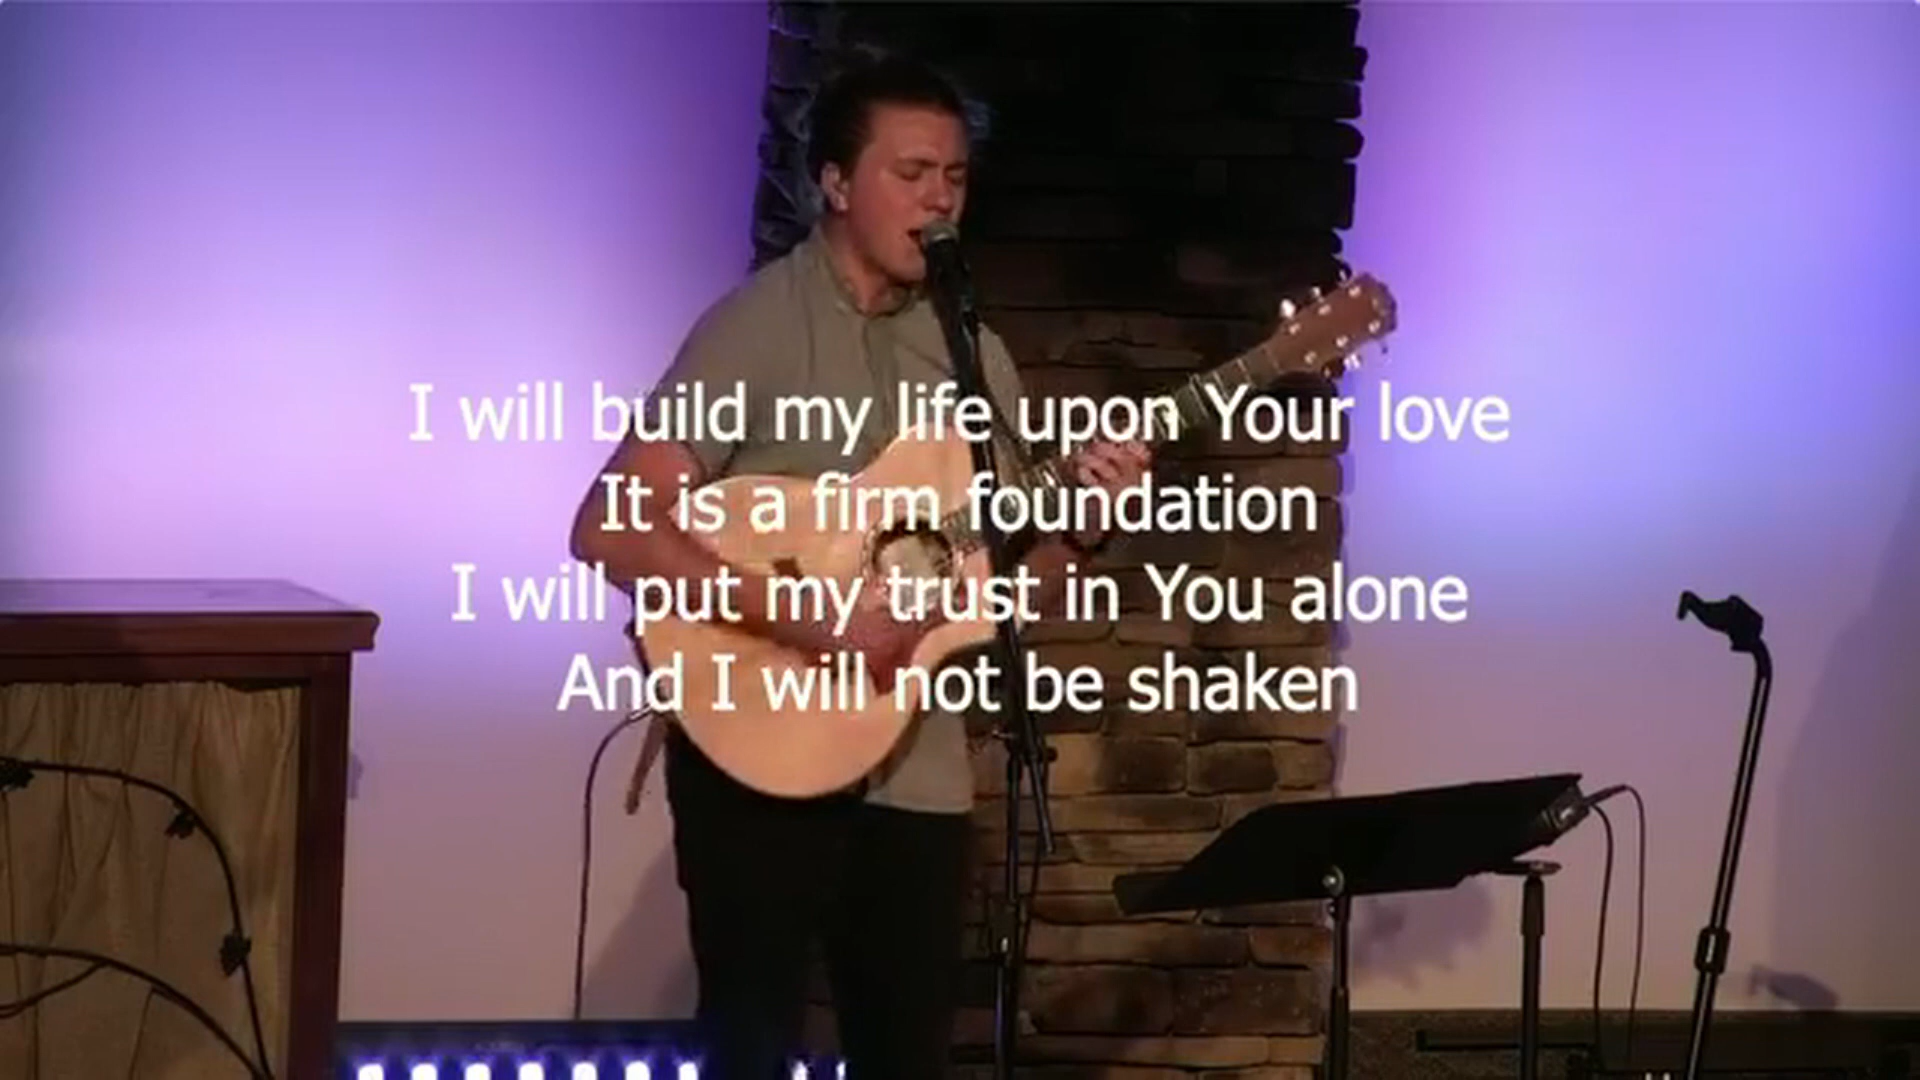 I will build my life upon Your love
It is a firm foundation
I will put my trust in You alone
And I will not be shaken